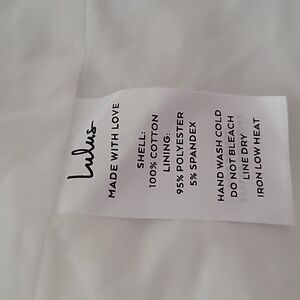 Lulus
MADE WITH LOVE
SHELL:
100% COTTON
LINING:
95% POLYESTER
5% SPANDEX
HAND WASH COLD
DO NOT BLEACH
LINE DRY
IRON LOW HEAT